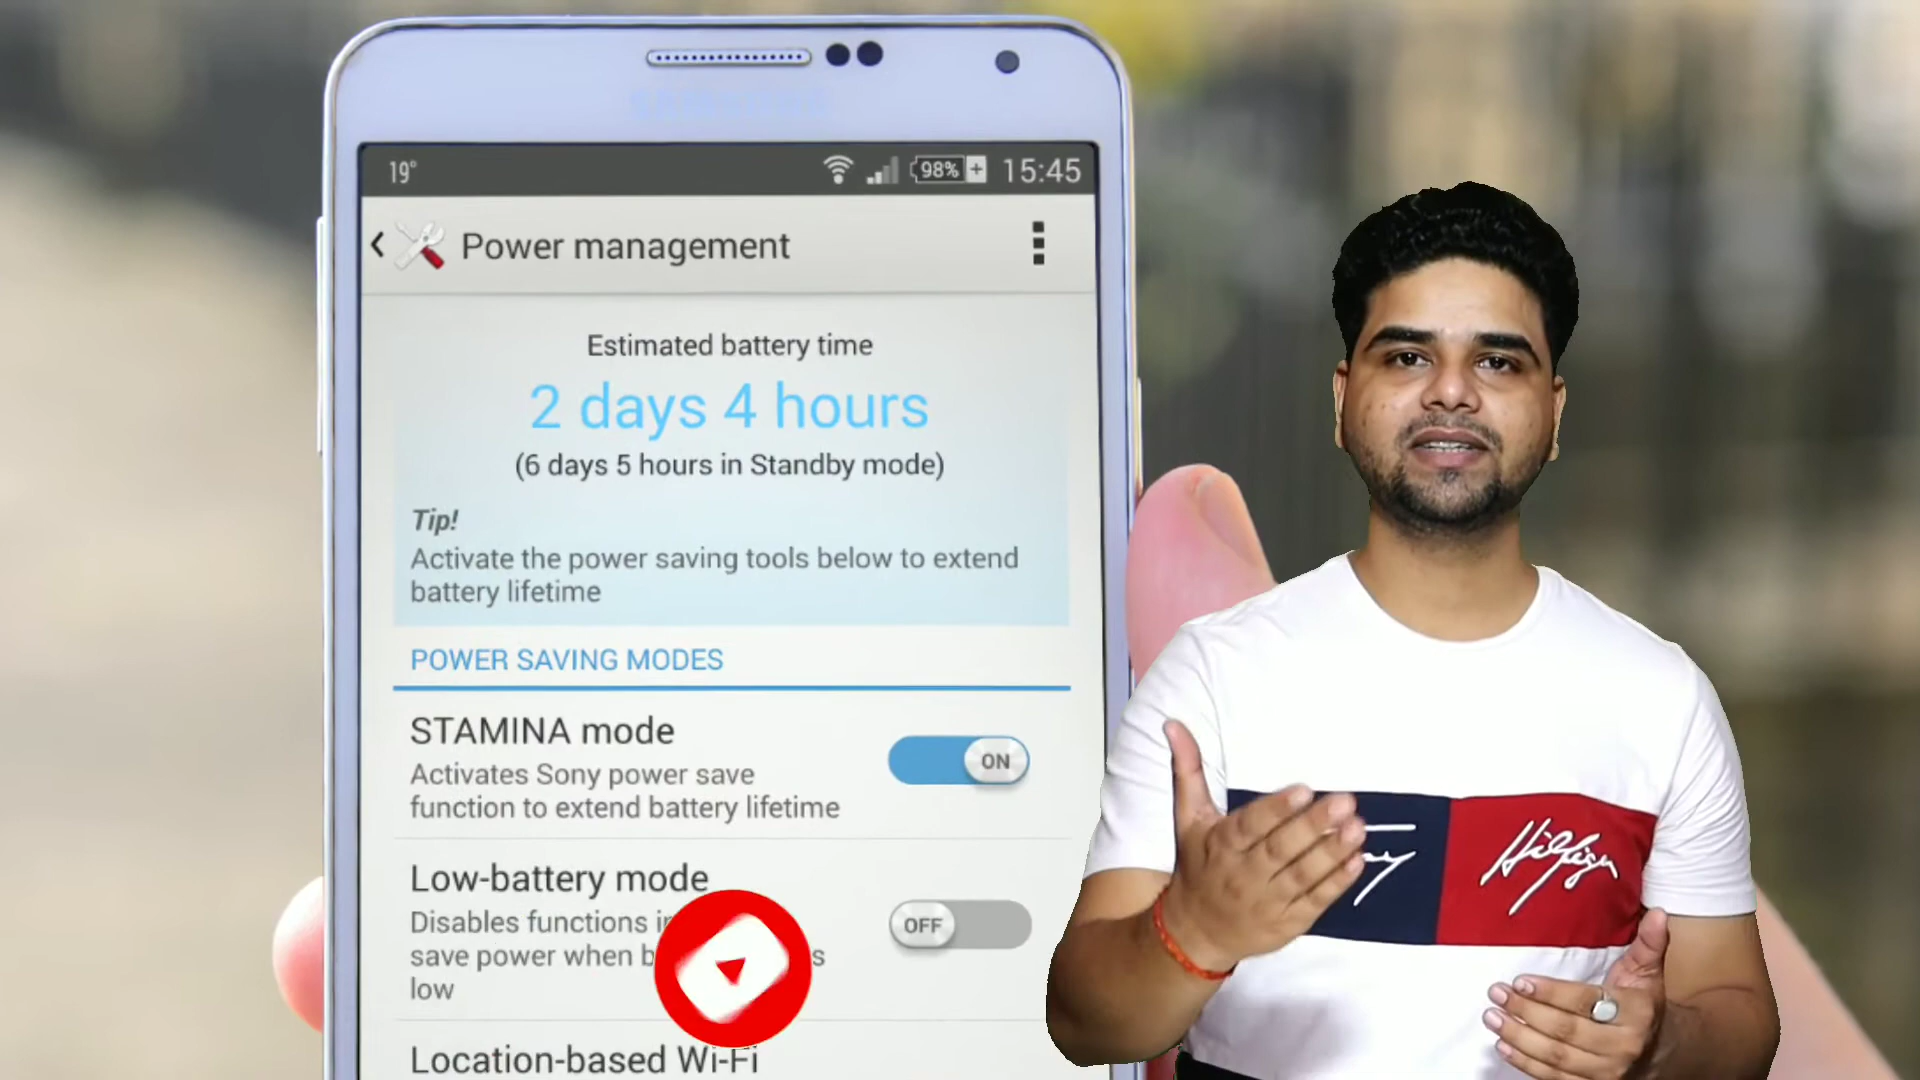 19°
98%
15:45
Power management
Estimated battery time
2 days 4 hours
(6 days 5 hours in Standby mode)
Tip!
Activate the power saving tools below to extend
battery lifetime
POWER SAVING MODES
STAMINA mode
ON
Activates Sony power save
function to extend battery lifetime
Low-battery mode
Disables functions
OFF
save power when
low
Location-based Wi-Fi
Hilfiger